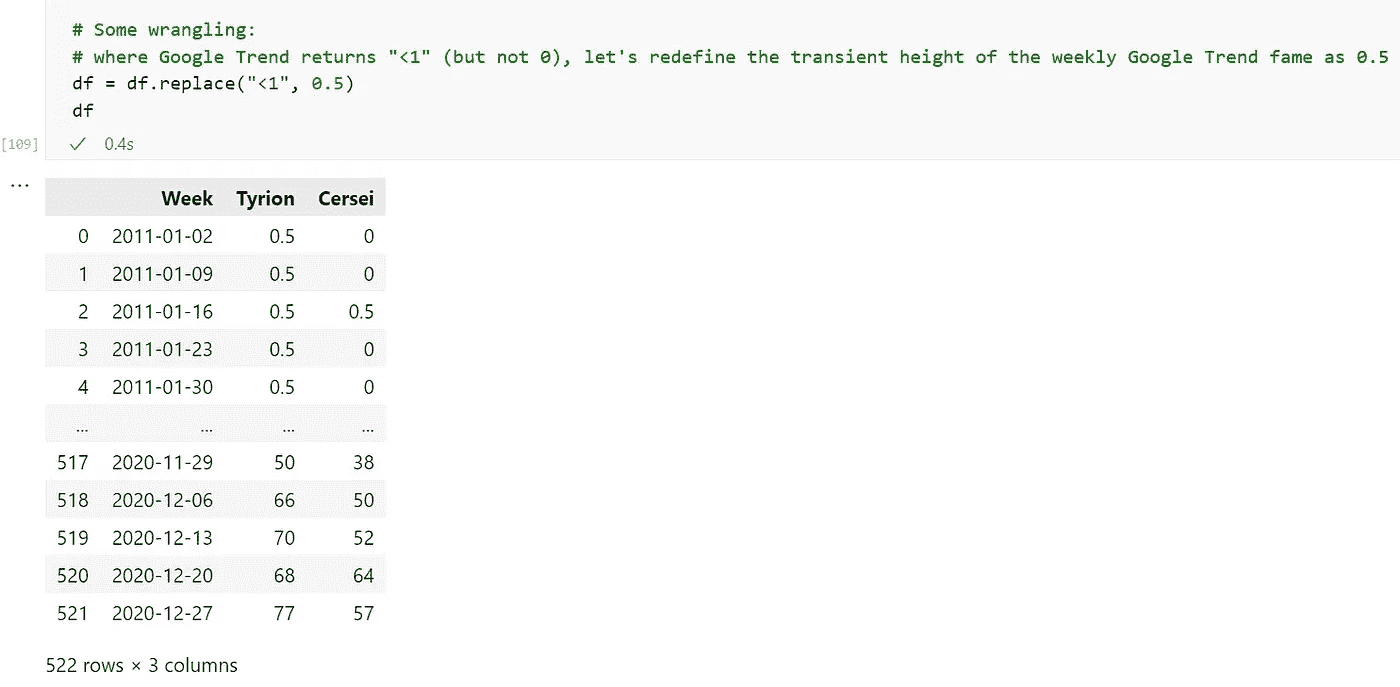 # Some wrangling:
# where Google Trend returns "<1" (but not 0), let's redefine the transient height of the weekly Google Trend fame as 0.5
df = df.replace("<1", 0.5)
df
[109] ✓ 0.4s
...
Week Tyrion Cersei
0 2011-01-02 0.5 0
1 2011-01-09 0.5 0
2 2011-01-16 0.5 0.5
3 2011-01-23 0.5 0
4 2011-01-30 0.5 0
... ... ... ...
517 2020-11-29 50 38
518 2020-12-06 66 50
519 2020-12-13 70 52
520 2020-12-20 68 64
521 2020-12-27 77 57
522 rows × 3 columns